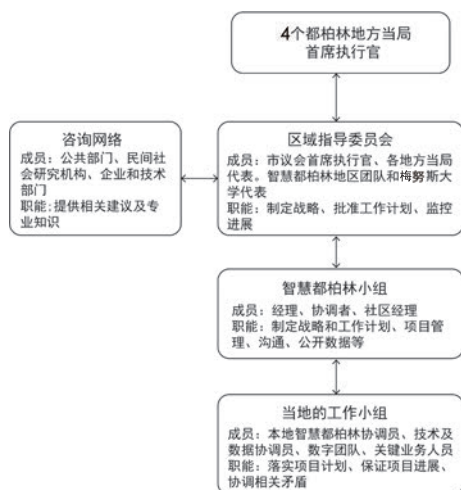 4个都柏林地方当局
首席执行官
咨询网络
成员：公共部门、民间社
会研究机构、企业和技术
部门
职能：提供相关建议及专
业知识
区域指导委员会
成员：市议会首席执行官、各地方当局
代表。智慧都柏林地区团队和梅努斯大
学代表
职能：制定战略、批准工作计划、监控
进展
智慧都柏林小组
成员：经理、协调者、社区经理
职能：制定战略和工作计划、项目管
理、沟通、公开数据等
当地的工作小组
成员：本地智慧都柏林协调员、技术及
数据协调员、数字团队、关键业务人员
职能：落实项目计划、保证项目进展、
协调相关矛盾